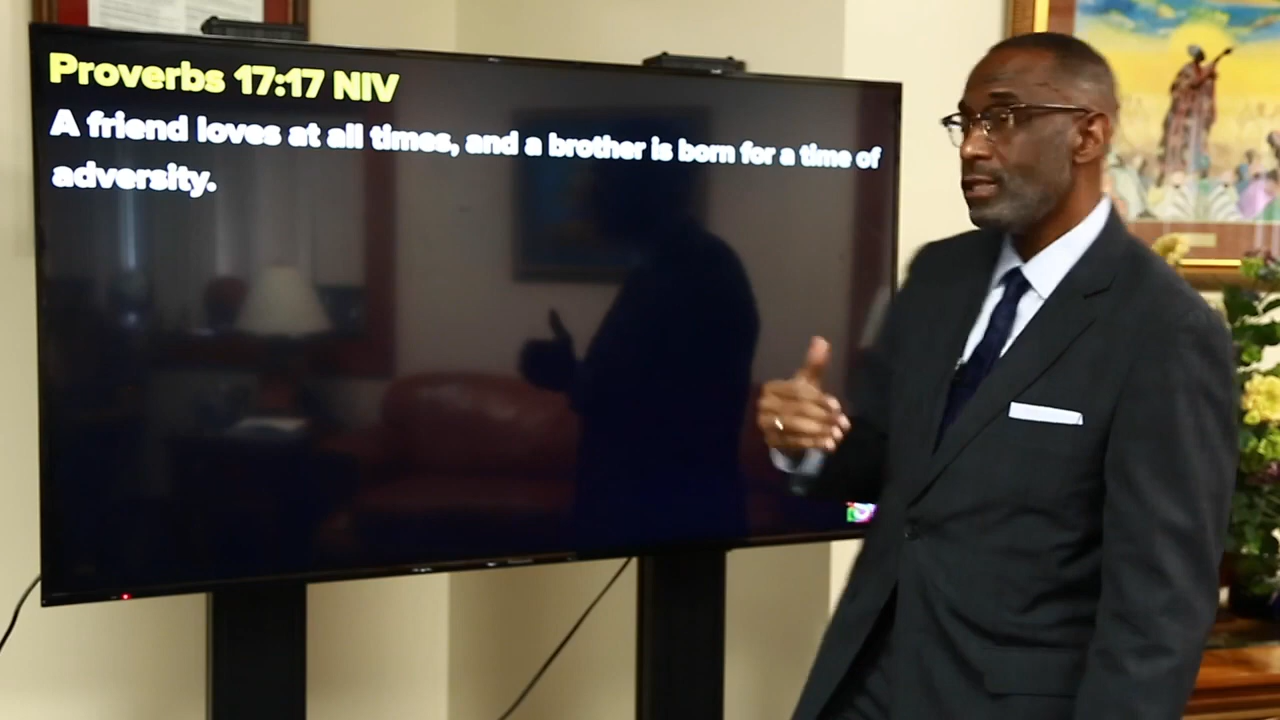 Proverbs 17:17 NIV
A friend loves at all times, and a brother is born for a time of
adversity.